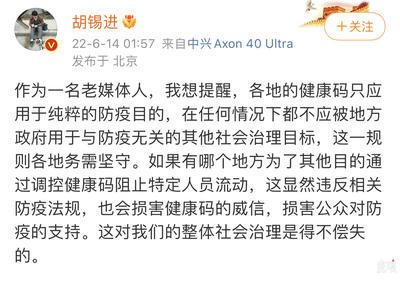 胡锡进
22-6-14 01:57 来自中兴Axon 40 Ultra
发布于 北京
+关注
作为一名老媒体人，我想提醒，各地的健康码只应
用于纯粹的防疫目的，在任何情况下都不应被地方
政府用于与防疫无关的其他社会治理目标，这一规
则各地务需坚守。如果有哪个地方为了其他目的通
过调控健康码阻止特定人员流动，这显然违反相关
防疫法规，也会损害健康码的威信，损害公众对防
疫的支持。这对我们的整体社会治理是得不偿失
的。